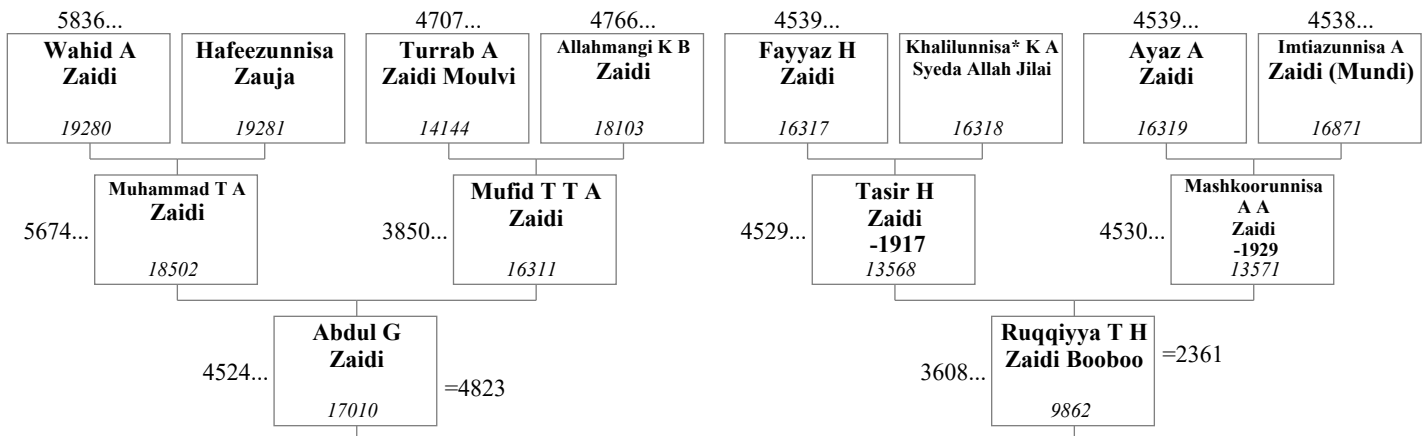 5836...
4707...
4766...
4539...
4539...
4538...
Wahid A
Zaidi
19280
Hafeezunnisa
Zauja
19281
Turrab A
Zaidi Moulvi
14144
Allahmangi K B
Zaidi
18103
Fayyaz H
Zaidi
16317
Khalilunnisa* K A
Syeda Allah Jilai
16318
Ayaz A
Zaidi
16319
Imtiazunnisa A
Zaidi (Mundi)
16871
5674...
Muhammad T A
Zaidi
18502
3850...
Mufid T T A
Zaidi
16311
4529...
Tasir H
Zaidi
-1917
13568
4530...
Mashkoorunnisa
A A
Zaidi
-1929
13571
4524...
Abdul G
Zaidi
17010
=4823
3608...
Ruqqiyya T H
Zaidi Booboo
9862
=2361